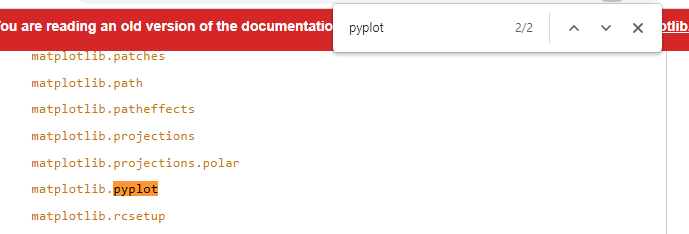 ou are reading an old version of the documentatio
pyplot 2/2
otlib.
matplotlib.patches
matplotlib.path
matplotlib.patheffects
matplotlib.projections
matplotlib.projections.polar
matplotlib.pyplot
matplotlib.rcsetup